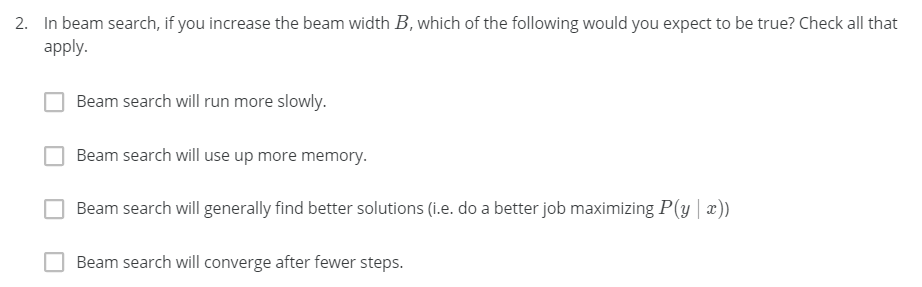 2. In beam search, if you increase the beam width B, which of the following would you expect to be true? Check all that
apply.
Beam search will run more slowly.
Beam search will use up more memory.
Beam search will generally find better solutions (i.e. do a better job maximizing P(y | x))
Beam search will converge after fewer steps.